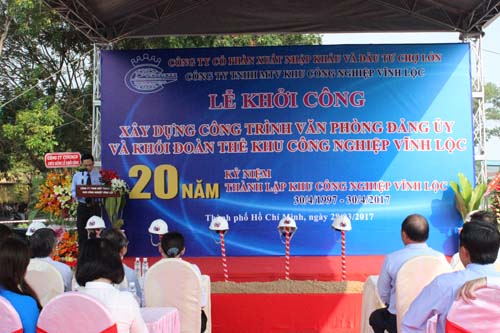 CÔNG TY CỔ PHẦN XUẤT NHẬP KHẨU VÀ ĐẦU TƯ CHỢ LỚN
CÔNG TY TNHH MTV KHU CÔNG NGHIỆP VĨNH LỘC
LỄ KHỞI CÔNG
XÂY DỰNG CÔNG TRÌNH VĂN PHÒNG ĐẢNG ỦY
VÀ KHỐI ĐOÀN THỂ KHU CÔNG NGHIỆP VĨNH LỘC
20 NĂM
KỶ NIỆM
THÀNH LẬP KHU CÔNG NGHIỆP VĨNH LỘC
30/4/1997 - 30/4/2017
Thành phố Hồ Chí Minh, ngày 29/03/2017